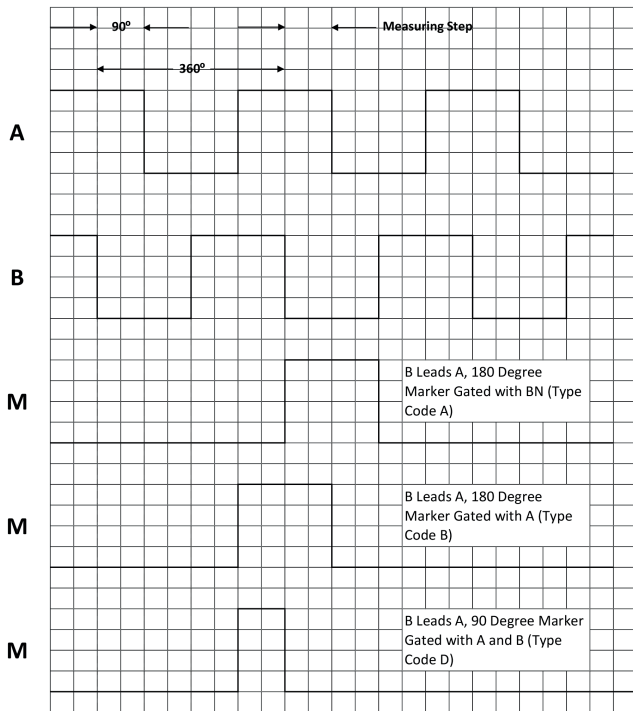 90º
Measuring Step
360º
A
B
M
B Leads A, 180 Degree
Marker Gated with BN (Type
Code A)
M
B Leads A, 180 Degree
Marker Gated with A (Type
Code B)
M
B Leads A, 90 Degree Marker
Gated with A and B (Type
Code D)